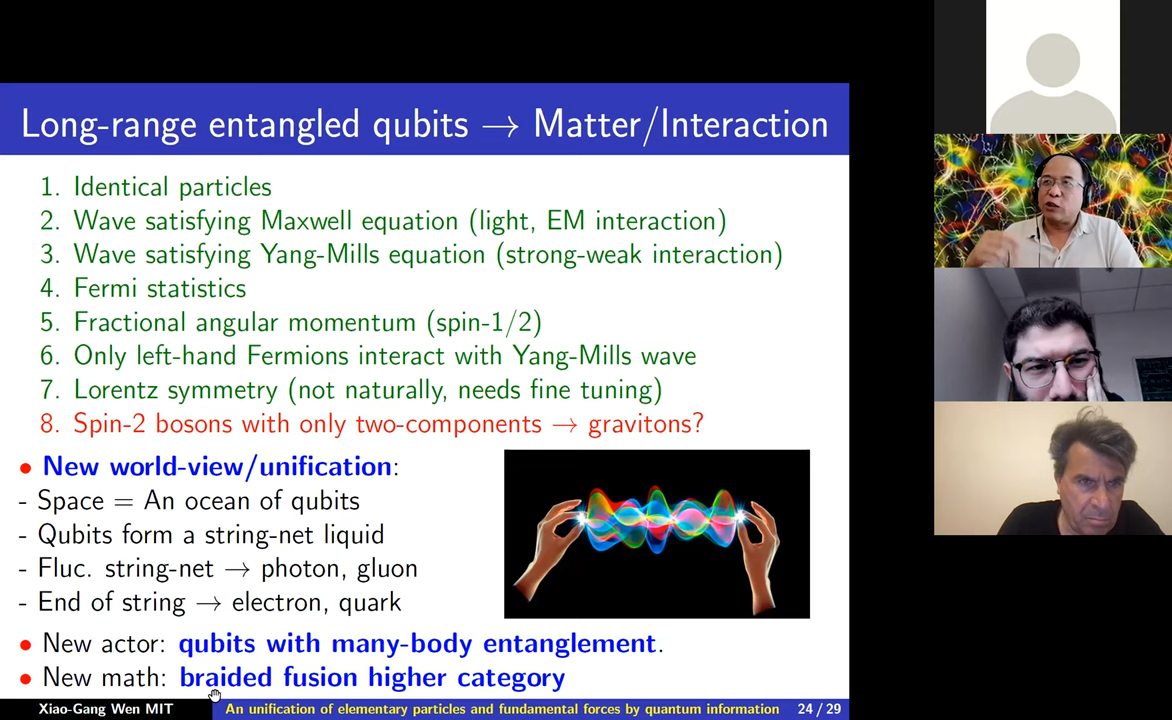 Long-range entangled qubits → Matter/Interaction
1. Identical particles
2. Wave satisfying Maxwell equation (light, EM interaction)
3. Wave satisfying Yang-Mills equation (strong-weak interaction)
4. Fermi statistics
5. Fractional angular momentum (spin-1/2)
6. Only left-hand Fermions interact with Yang-Mills wave
7. Lorentz symmetry (not naturally, needs fine tuning)
8. Spin-2 bosons with only two-components → gravitons?
• New world-view/unification:
- Space = An ocean of qubits
- Qubits form a string-net liquid
- Fluc. string-net → photon, gluon
- End of string → electron, quark
• New actor: qubits with many-body entanglement.
• New math: braided fusion higher category
Xiao-Gang Wen MIT An unification of elementary particles and fundamental forces by quantum information 24 / 29